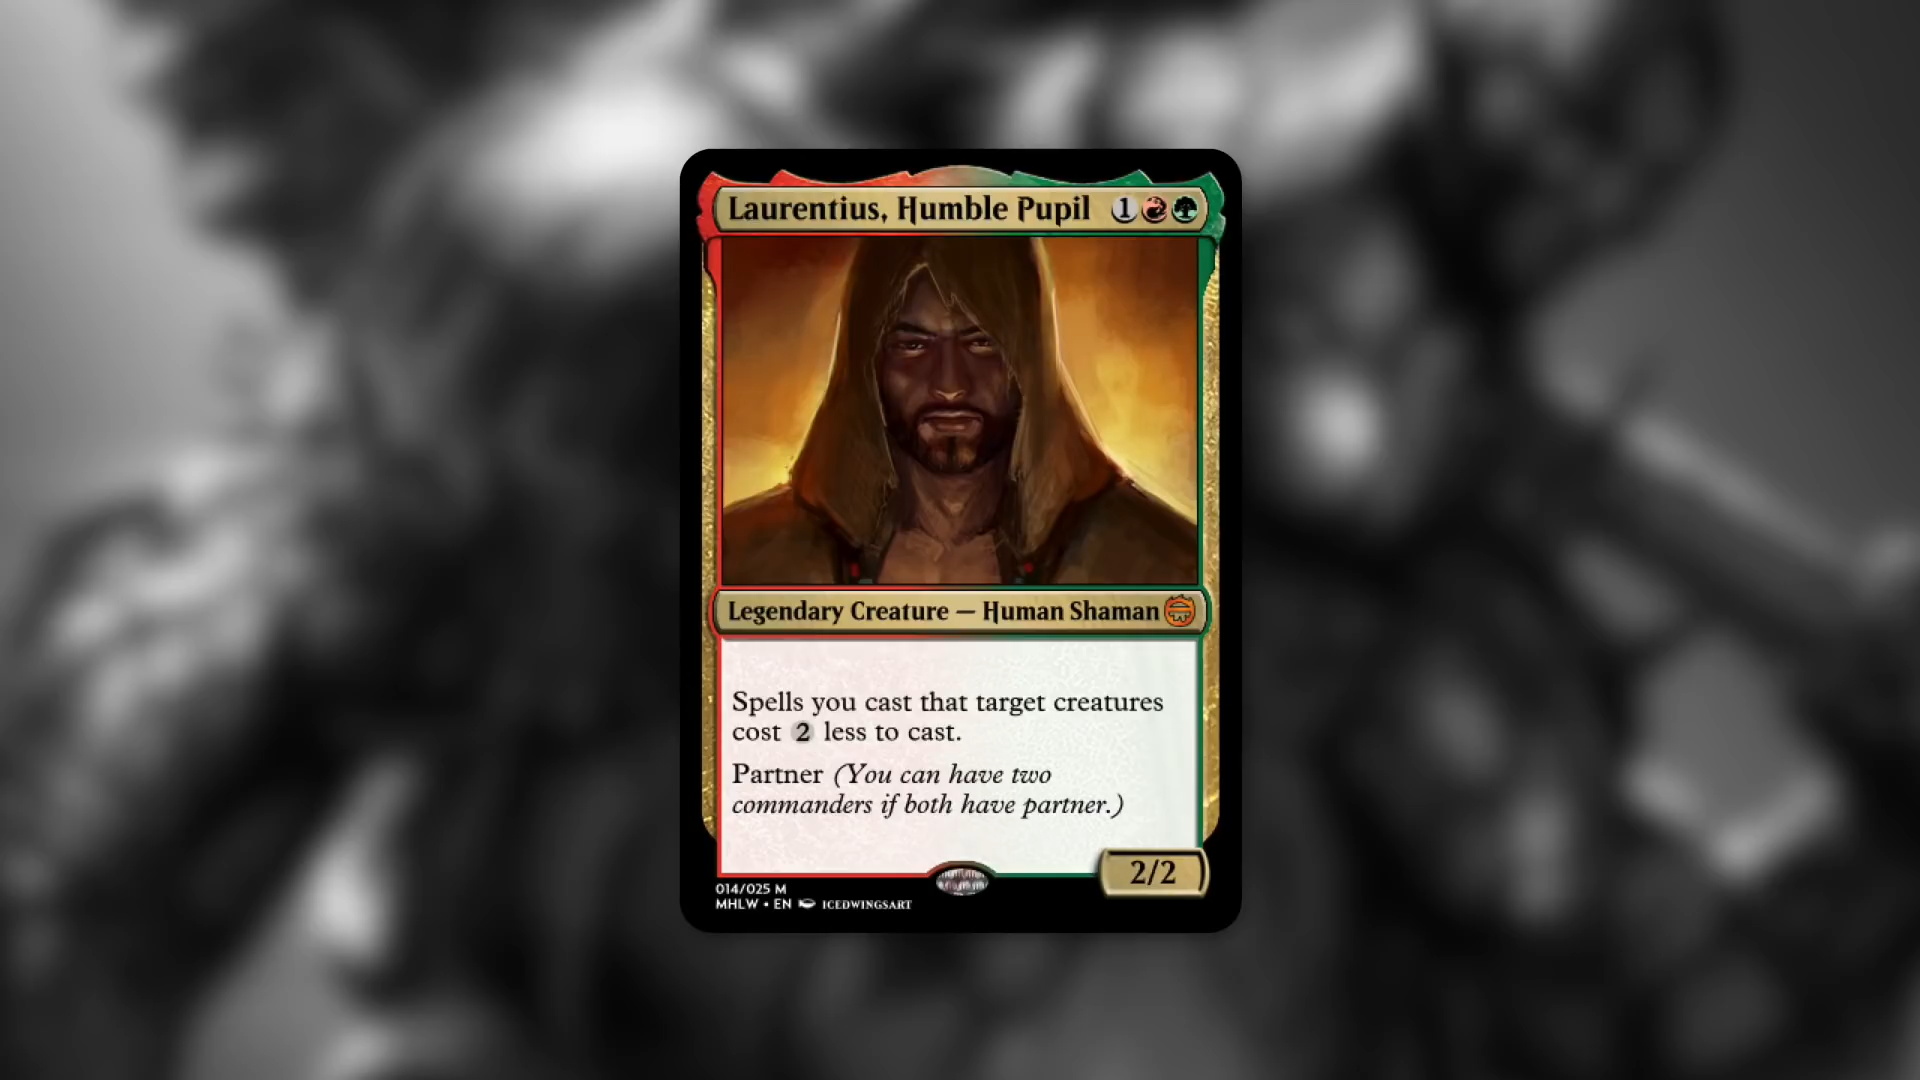 Laurentius, Humble Pupil 1
Legendary Creature — Human Shaman
Spells you cast that target creatures
cost 2 less to cast.
Partner (You can have two
commanders if both have partner.)
2/2
014/025 M
MHLW • EN ICEDWINGSART